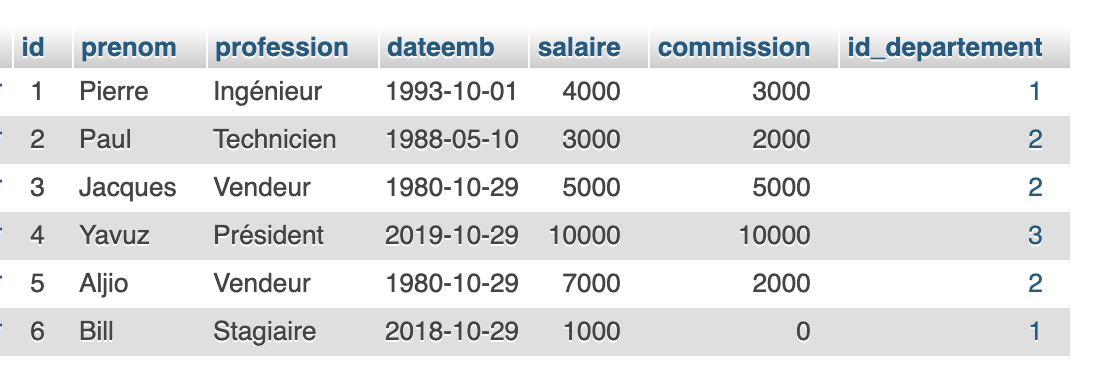 id prenom profession dateemb salaire commission id_departement
1 Pierre Ingénieur 1993-10-01 4000 3000 1
2 Paul Technicien 1988-05-10 3000 2000 2
3 Jacques Vendeur 1980-10-29 5000 5000 2
4 Yavuz Président 2019-10-29 10000 10000 3
5 Aljio Vendeur 1980-10-29 7000 2000 2
6 Bill Stagiaire 2018-10-29 1000 0 1